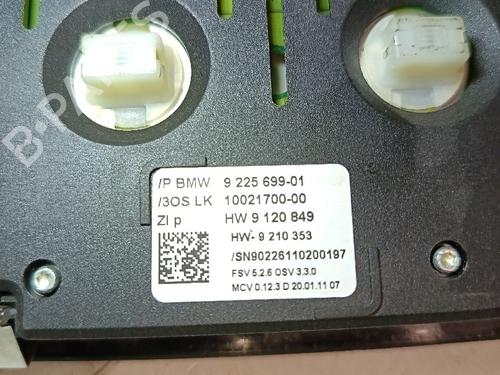 B-PARTS
/P BMW 9 225 699-01
/3OS LK 10021700-00
ZI p HW 9 120 849
HW- 9 210 353
/SN90226110200197
FSV 5.2.6 OSV 3.3.0
MCV 0.12.3 D 20.01.11 07